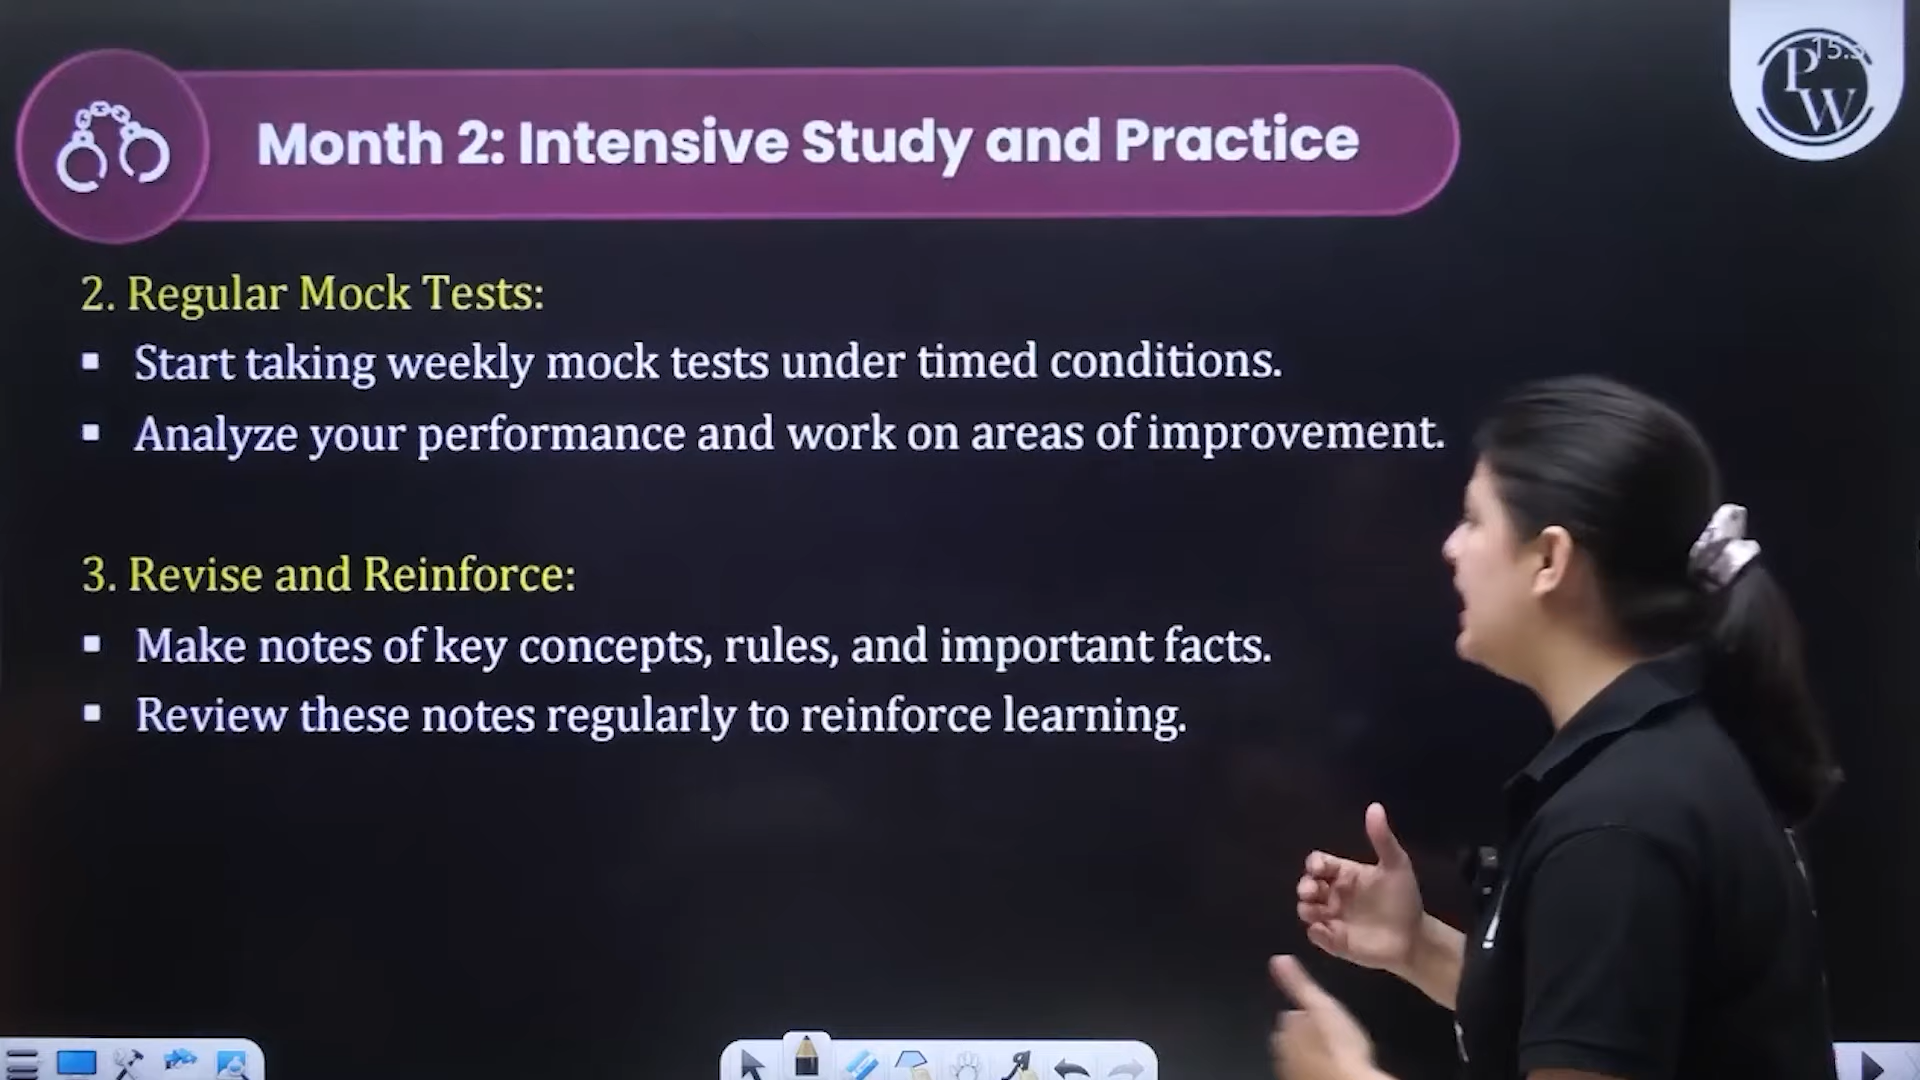 Month 2: Intensive Study and Practice
PW
2. Regular Mock Tests:
▪ Start taking weekly mock tests under timed conditions.
▪ Analyze your performance and work on areas of improvement.
3. Revise and Reinforce:
▪ Make notes of key concepts, rules, and important facts.
▪ Review these notes regularly to reinforce learning.